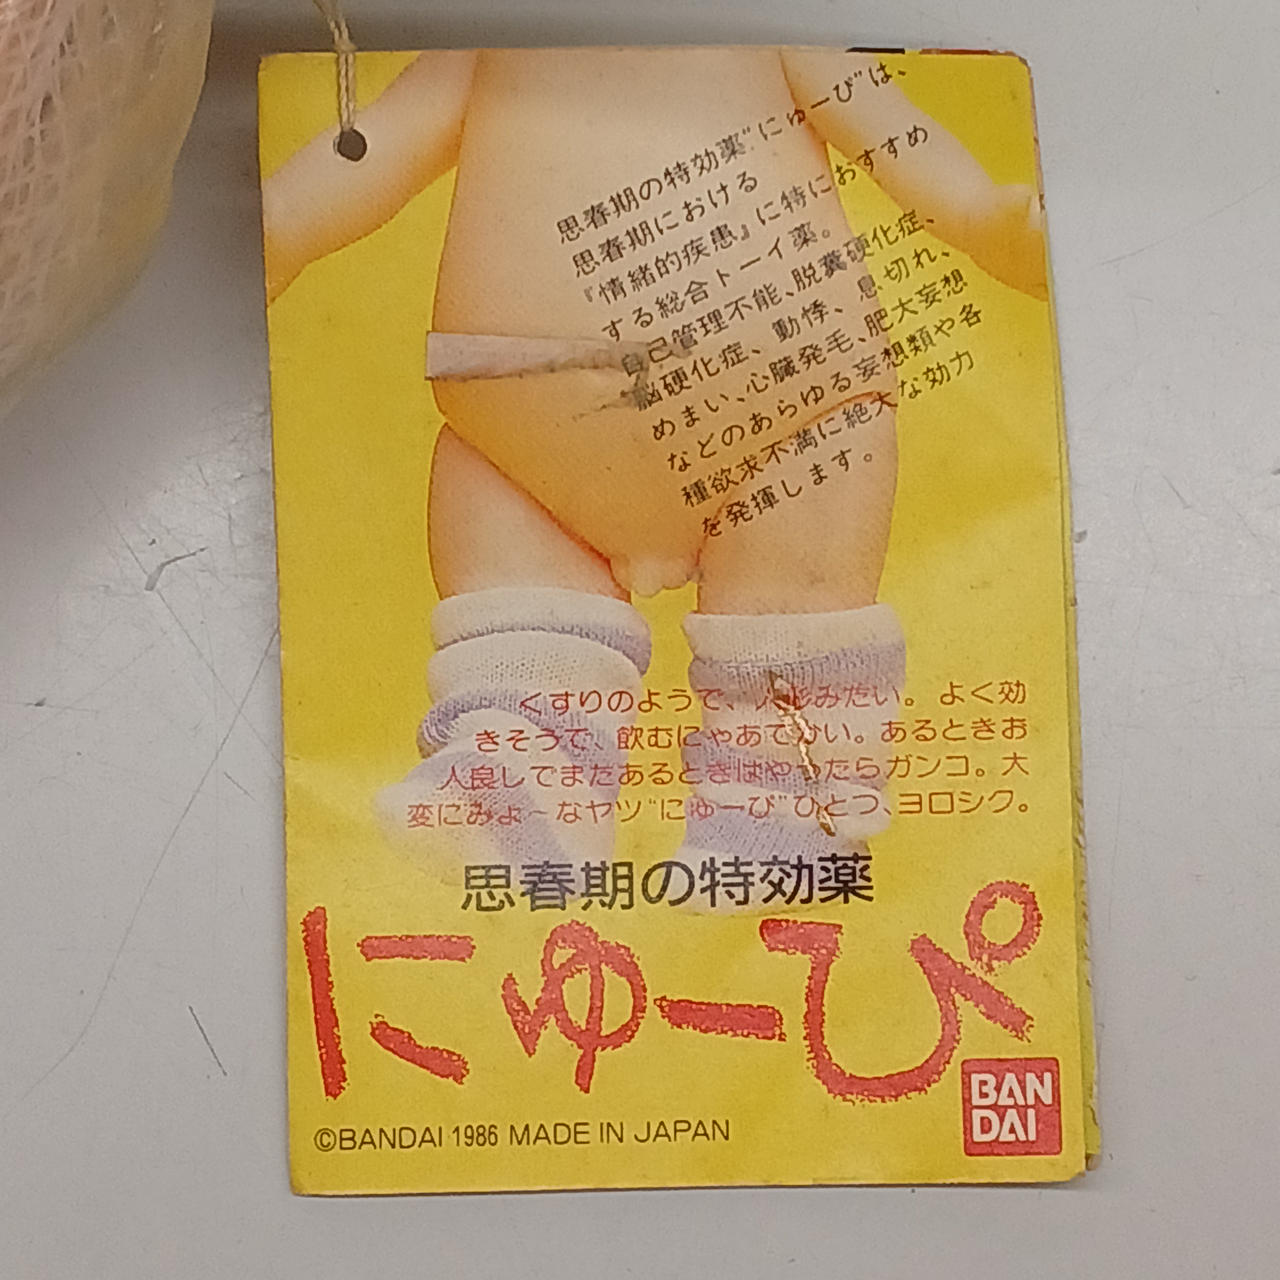 思春期の特効薬“にゅーぴ”は、
思春期における
『情緒的疾患』に特におすすめ
する総合トーイ薬。
自己管理不能、脱糞硬化症、
脳硬化症、動悸、息切れ、
めまい、心臓発毛、肥大妄想
などのあらゆる妄想類や各
種欲求不満に絶大な効力
を発揮します。
くすりのようで、人形みたい。よく効
きそうで、飲むにゃあてない。あるときお
人良しでまたあるときはやったらガンコ。大
変にみょ〜なヤツ“にゅーぴ”ひとつ、ヨロシク。
思春期の特効薬
にゅーぴ
BAN
DAI
©BANDAI 1986 MADE IN JAPAN